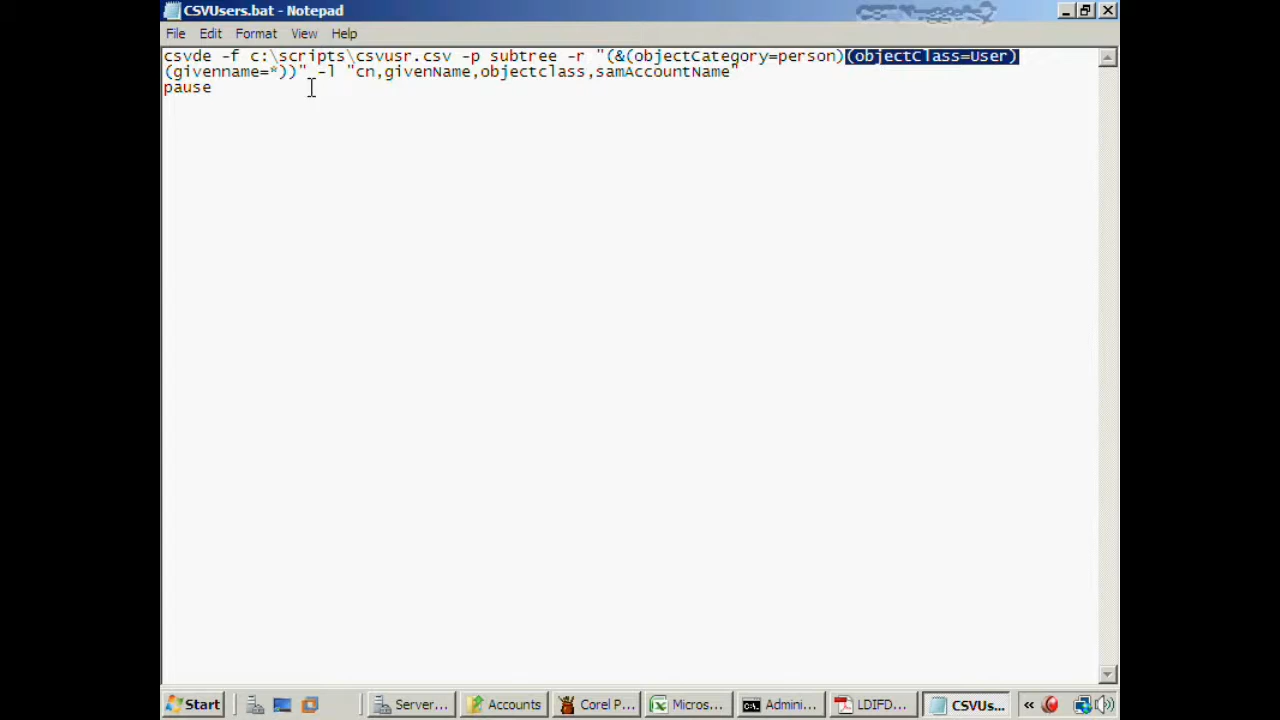 CSVUsers.bat - Notepad
File Edit Format View Help
csvde -f c:\scripts\csvusr.csv -p subtree -r "(&(objectCategory=person)(objectClass=User)
(givenname=*))" -l "cn,givenName,objectclass,samAccountName"
pause
Start Server... Accounts Corel P... Micros... Admini... LDIFD... CSVUs... «